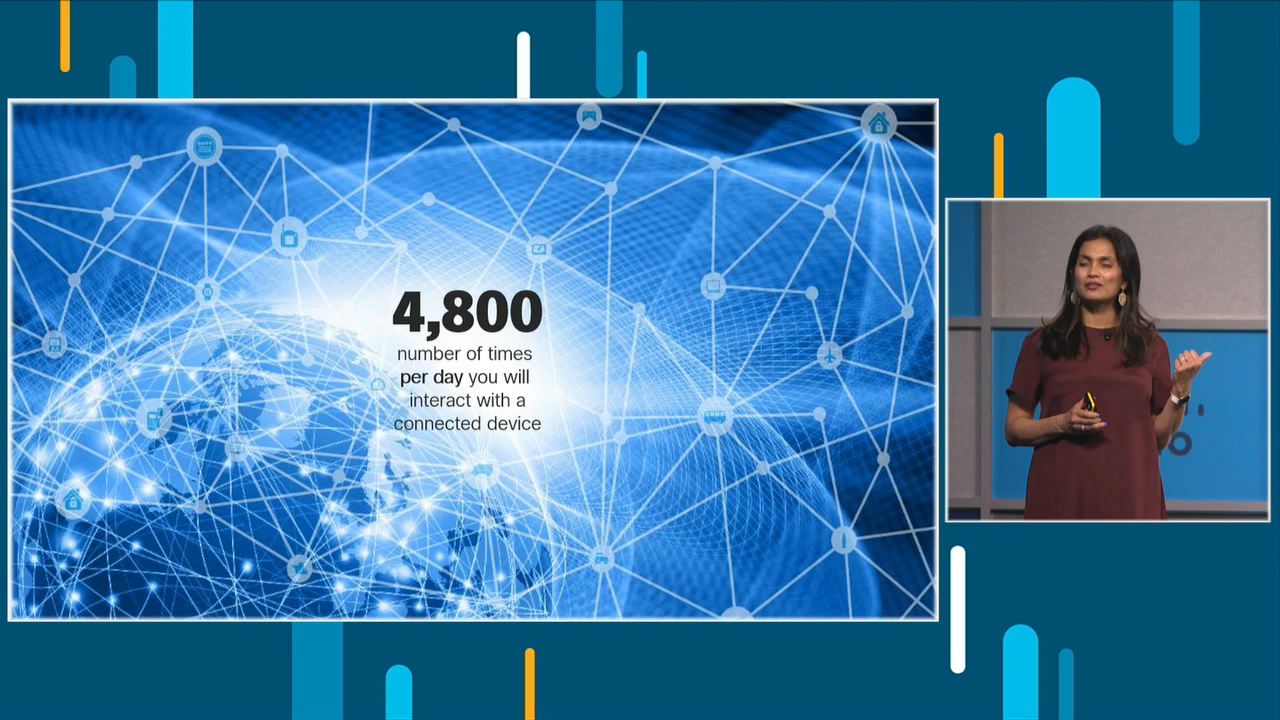 4,800
number of times
per day you will
interact with a
connected device